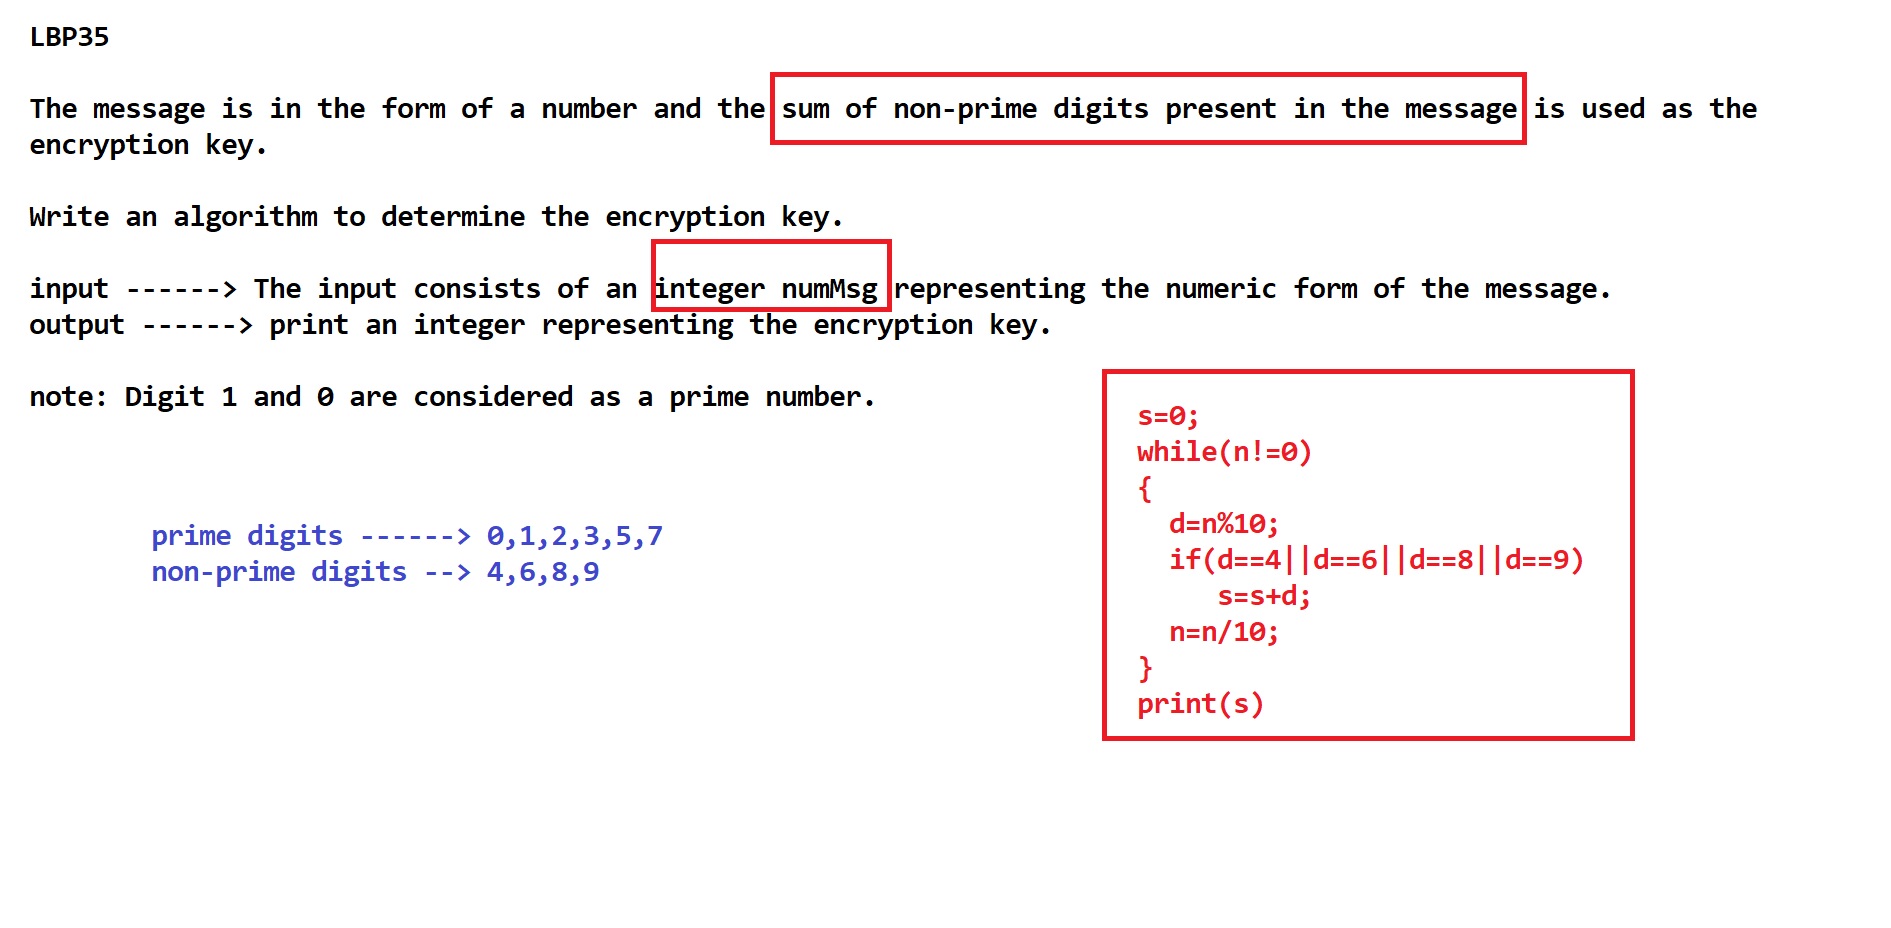 LBP35
The message is in the form of a number and the sum of non-prime digits present in the message is used as the
encryption key.
Write an algorithm to determine the encryption key.
input ------> The input consists of an integer numMsg representing the numeric form of the message.
output ------> print an integer representing the encryption key.
note: Digit 1 and 0 are considered as a prime number.
prime digits ------> 0,1,2,3,5,7
non-prime digits --> 4,6,8,9
s=0;
while(n!=0)
{
d=n%10;
if(d==4||d==6||d==8||d==9)
s=s+d;
n=n/10;
}
print(s)